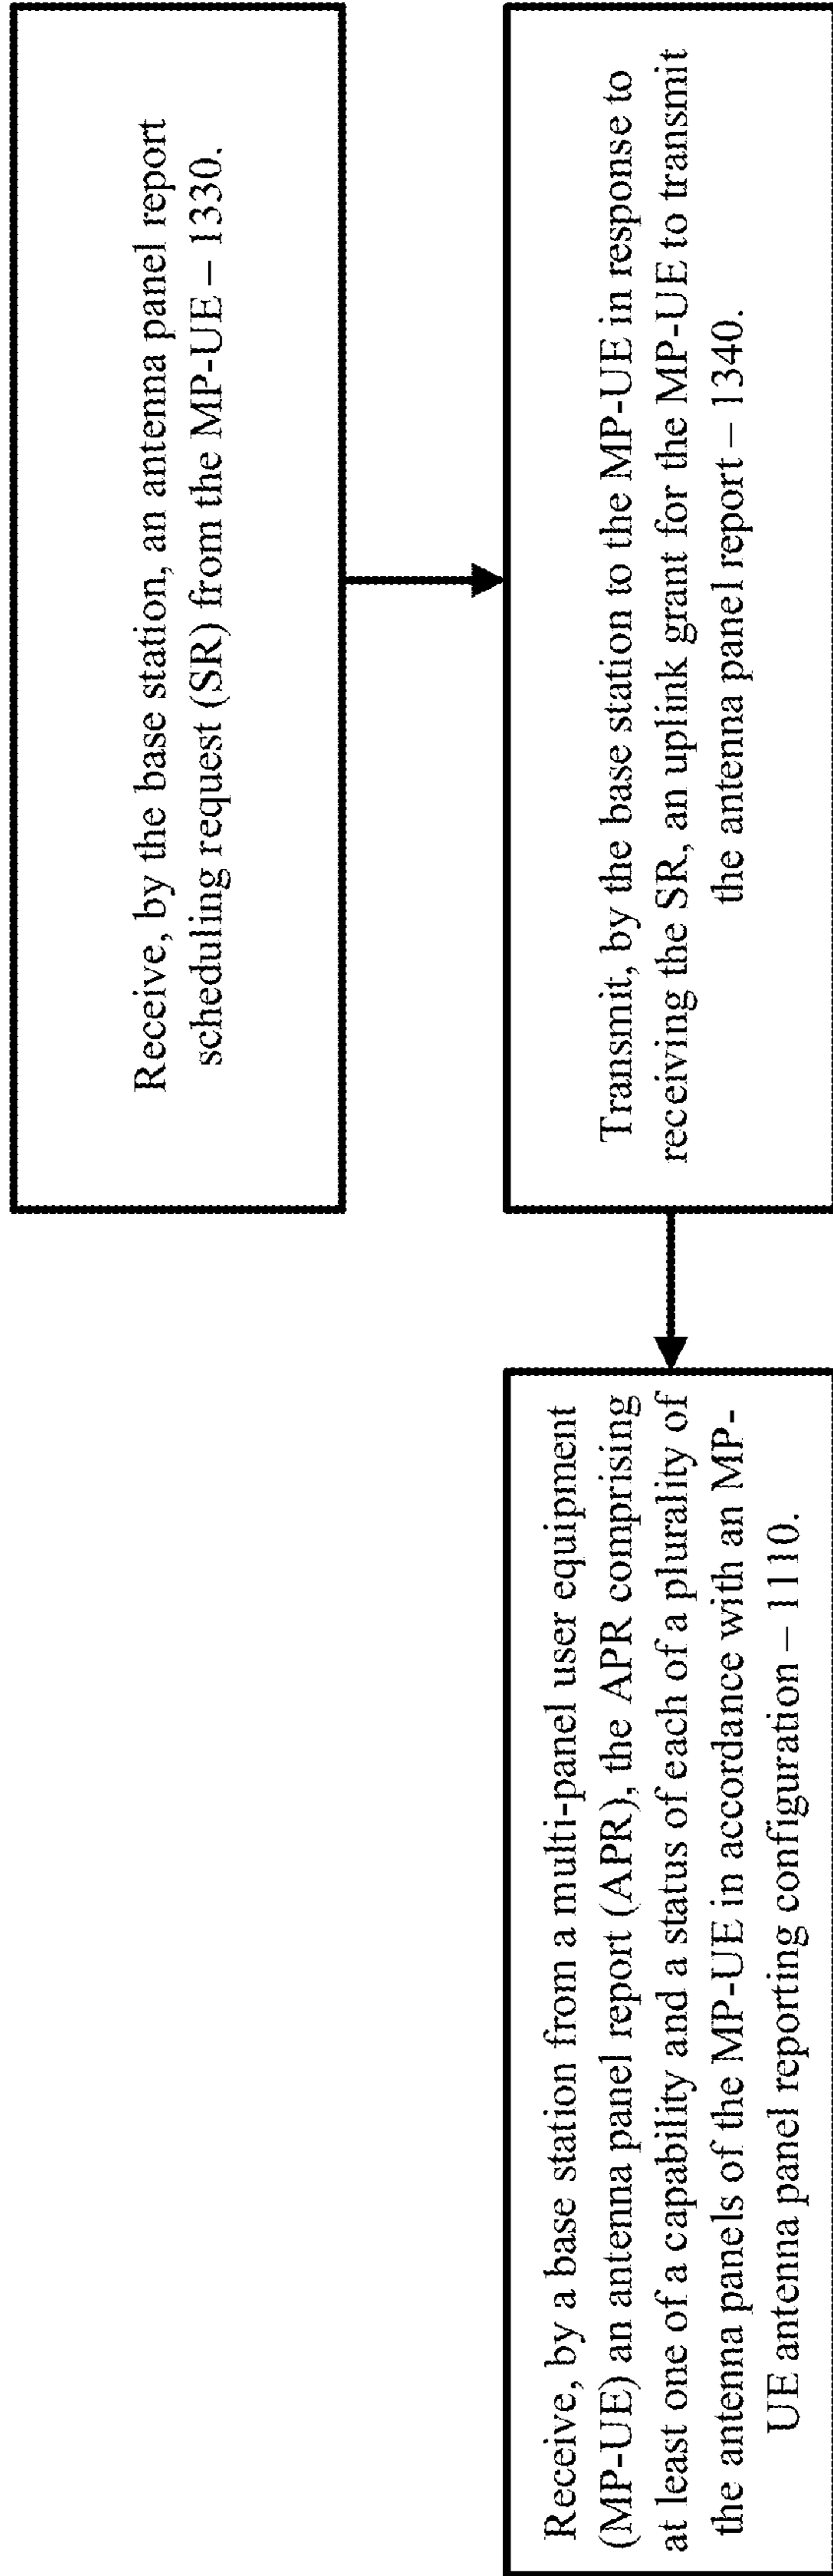 Receive, by the base station, an antenna panel report
scheduling request (SR) from the MP-UE – 1330.
Transmit, by the base station to the MP-UE in response to
receiving the SR, an uplink grant for the MP-UE to transmit
the antenna panel report – 1340.
Receive, by a base station from a multi-panel user equipment
(MP-UE) an antenna panel report (APR), the APR comprising
at least one of a capability and a status of each of a plurality of
the antenna panels of the MP-UE in accordance with an MP-
UE antenna panel reporting configuration – 1110.